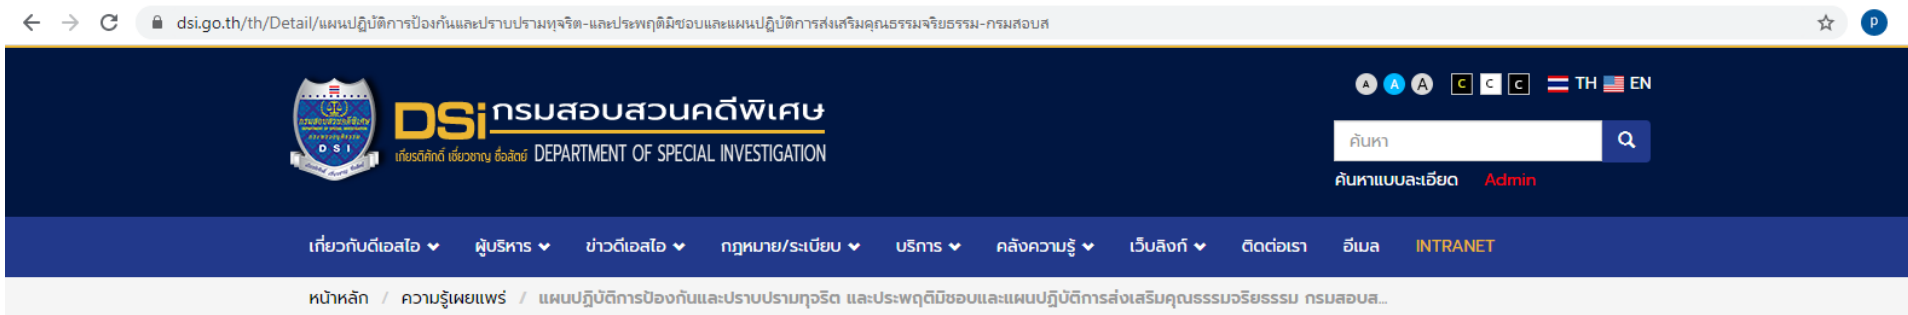 dsi.go.th/th/Detail/แผนปฏิบัติการป้องกันและปราบปรามทุจริต-และประพฤติมิชอบและแผนปฏิบัติการส่งเสริมคุณธรรมจริยธรรม-กรมสอบส
P
A A A C C C TH EN
DSI กรมสอบสวนคดีพิเศษ
เกียรติศักดิ์ เชี่ยวชาญ ซื่อสัตย์ DEPARTMENT OF SPECIAL INVESTIGATION
DSI
ค้นหา
ค้นหาแบบละเอียด Admin
เกี่ยวกับดีเอสไอ ผู้บริหาร ข่าวดีเอสไอ กฎหมาย/ระเบียบ บริการ คลังความรู้ เว็บลิงก์ ติดต่อเรา อีเมล INTRANET
หน้าหลัก / ความรู้เผยแพร่ / แผนปฏิบัติการป้องกันและปราบปรามทุจริต และประพฤติมิชอบและแผนปฏิบัติการส่งเสริมคุณธรรมจริยธรรม กรมสอบส...